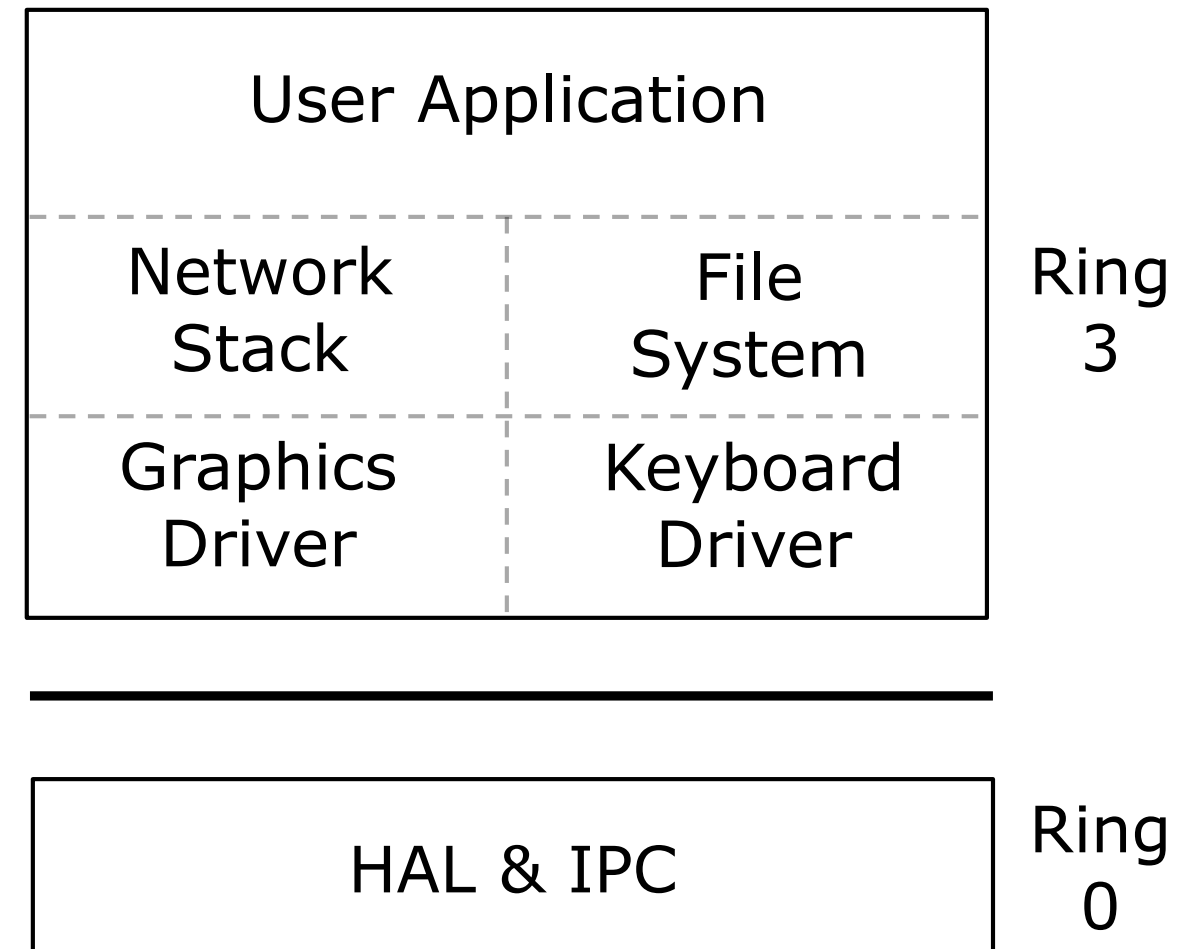 User Application
Network
Stack
File
System
Ring
3
Graphics
Driver
Keyboard
Driver
HAL & IPC
Ring
0